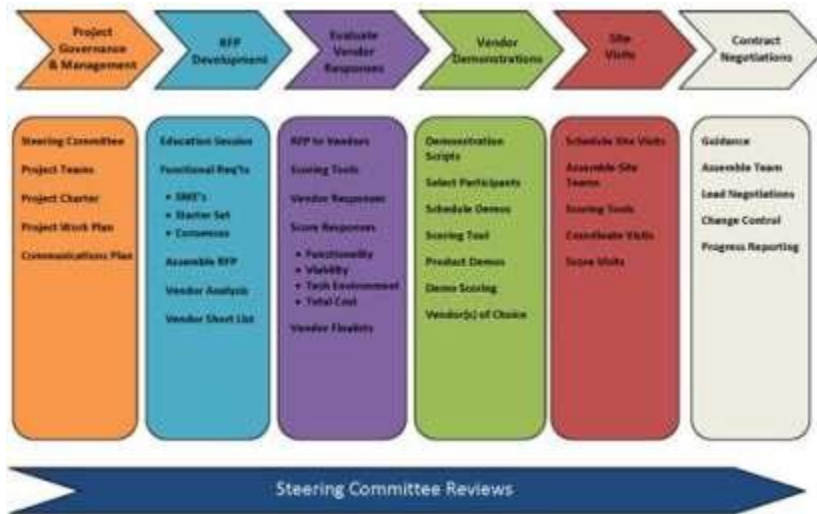 Project
Governance
& Management
RFP
Development
Evaluate
Vendor
Responses
Vendor
Demonstrations
Site
Visits
Contract
Negotiations
Steering Committee
Project Teams
Project Charter
Project Work Plan
Communications Plan
Education Session
Functional Req'ts
• SME's
• Starter Set
• Consensus
Assemble RFP
Vendor Analysis
Vendor Short List
RFP to Vendors
Scoring Tools
Vendor Responses
Score Responses
• Functionality
• Viability
• Tech Environment
• Total Cost
Vendor Finalists
Demonstration
Scripts
Select Participants
Schedule Demos
Scoring Tool
Product Demos
Demo Scoring
Vendor(s) of Choice
Schedule Site Visits
Assemble Site
Teams
Scoring Tools
Coordinate Visits
Score Visits
Guidance
Assemble Team
Lead Negotiations
Change Control
Progress Reporting
Steering Committee Reviews